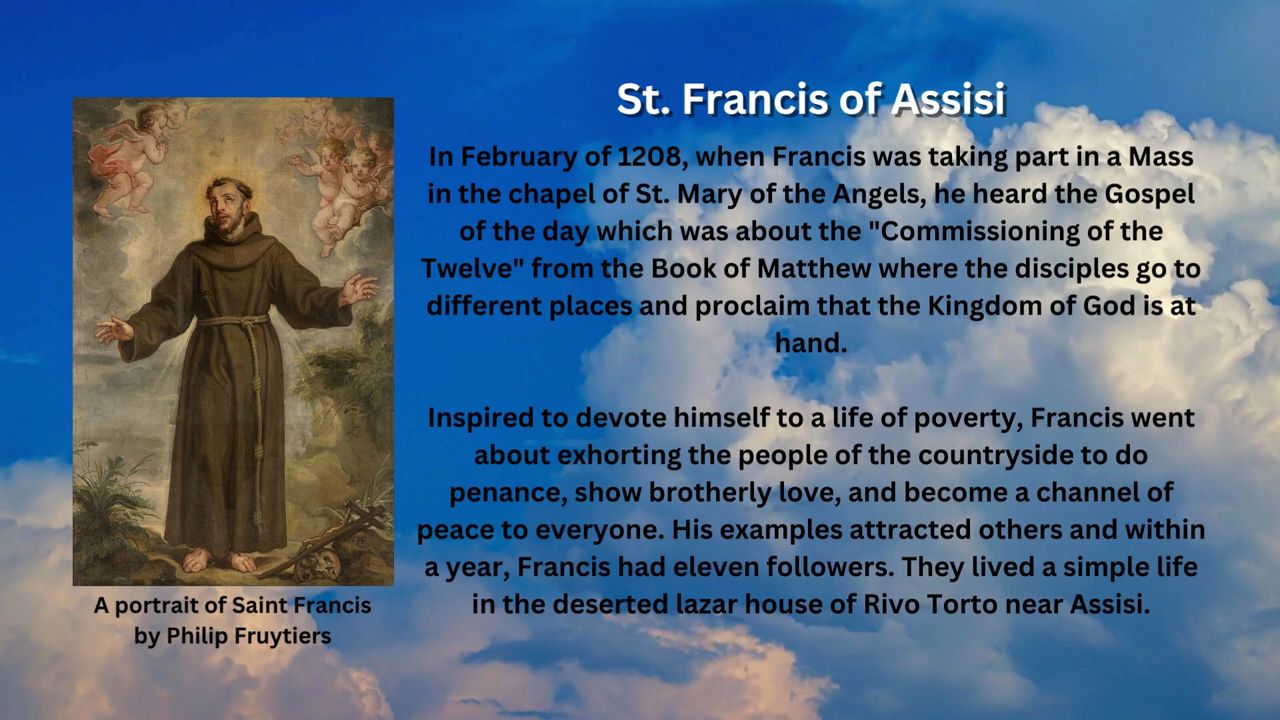 St. Francis of Assisi
In February of 1208, when Francis was taking part in a Mass
in the chapel of St. Mary of the Angels, he heard the Gospel
of the day which was about the "Commissioning of the
Twelve" from the Book of Matthew where the disciples go to
different places and proclaim that the Kingdom of God is at
hand.
Inspired to devote himself to a life of poverty, Francis went
about exhorting the people of the countryside to do
penance, show brotherly love, and become a channel of
peace to everyone. His examples attracted others and within
a year, Francis had eleven followers. They lived a simple life
in the deserted lazar house of Rivo Torto near Assisi.
A portrait of Saint Francis
by Philip Fruytiers